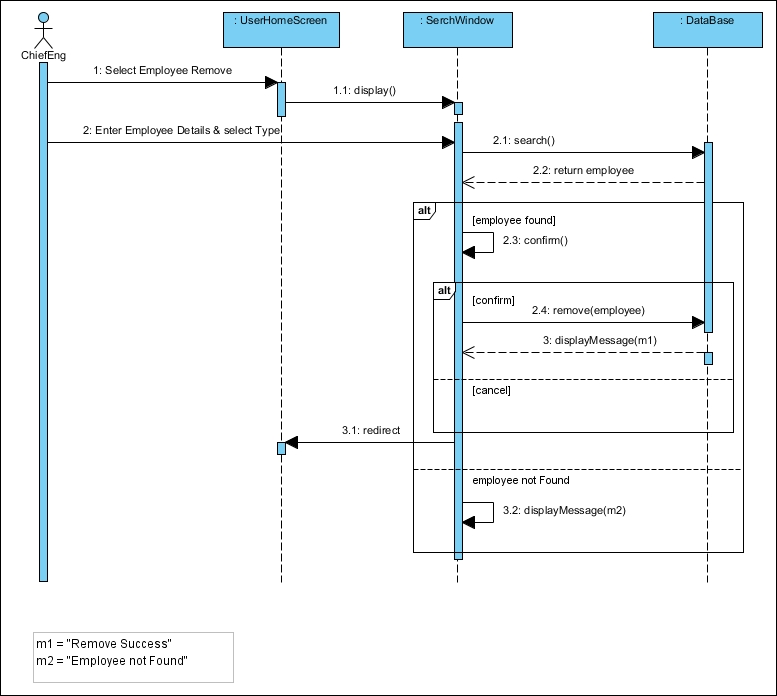 : UserHomeScreen
: SerchWindow
: DataBase
ChiefEng
1: Select Employee Remove
1.1: display()
2: Enter Employee Details & select Type
2.1: search()
2.2: return employee
alt
[employee found]
2.3: confirm()
alt
[confirm]
2.4: remove(employee)
3: displayMessage(m1)
[cancel]
3.1: redirect
employee not Found
3.2: displayMessage(m2)
m1 = "Remove Success"
m2 = "Employee not Found"